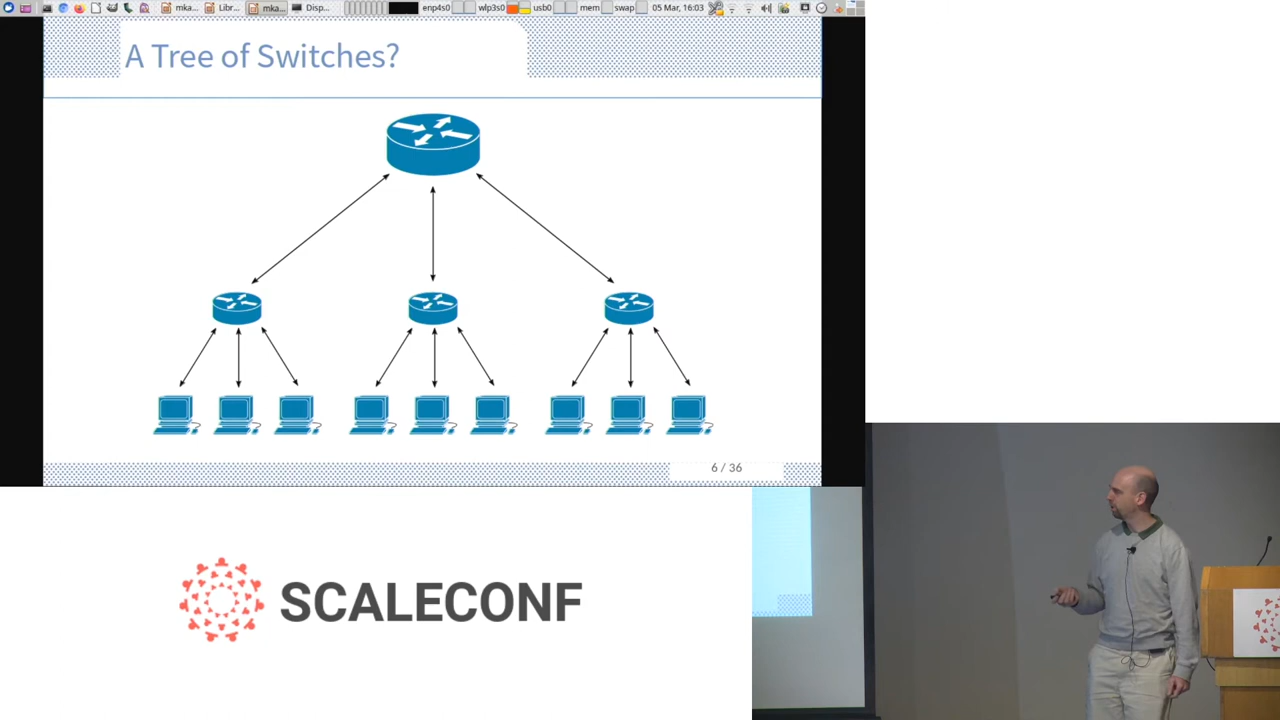 mka...
Libr...
mka...
Disp...
enp4s0
wlp3s0
usb0
mem
swap
05 Mar, 16:03
A Tree of Switches?
6 / 36
SCALECONF